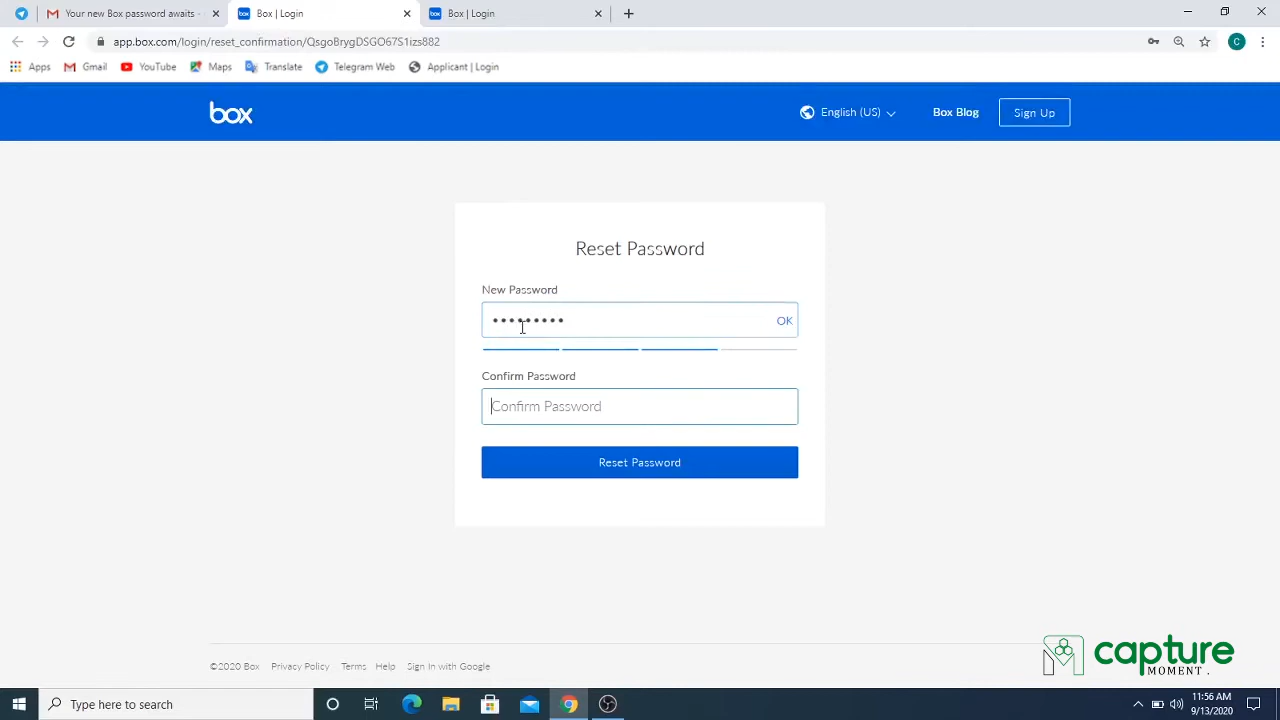 Your new Box password awaits -
Box | Login
Box | Login
app.box.com/login/reset_confirmation/QsgoBrygDSGO67S1izs882
C
Apps
Gmail
YouTube
Maps
Translate
Telegram Web
Applicant | Login
box
English (US)
Box Blog
Sign Up
Reset Password
New Password
•••••••••
OK
Confirm Password
Confirm Password
Reset Password
©2020 Box
Privacy Policy
Terms
Help
Sign In with Google
capture
MOMENT .
Type here to search
11:56 AM
9/13/2020